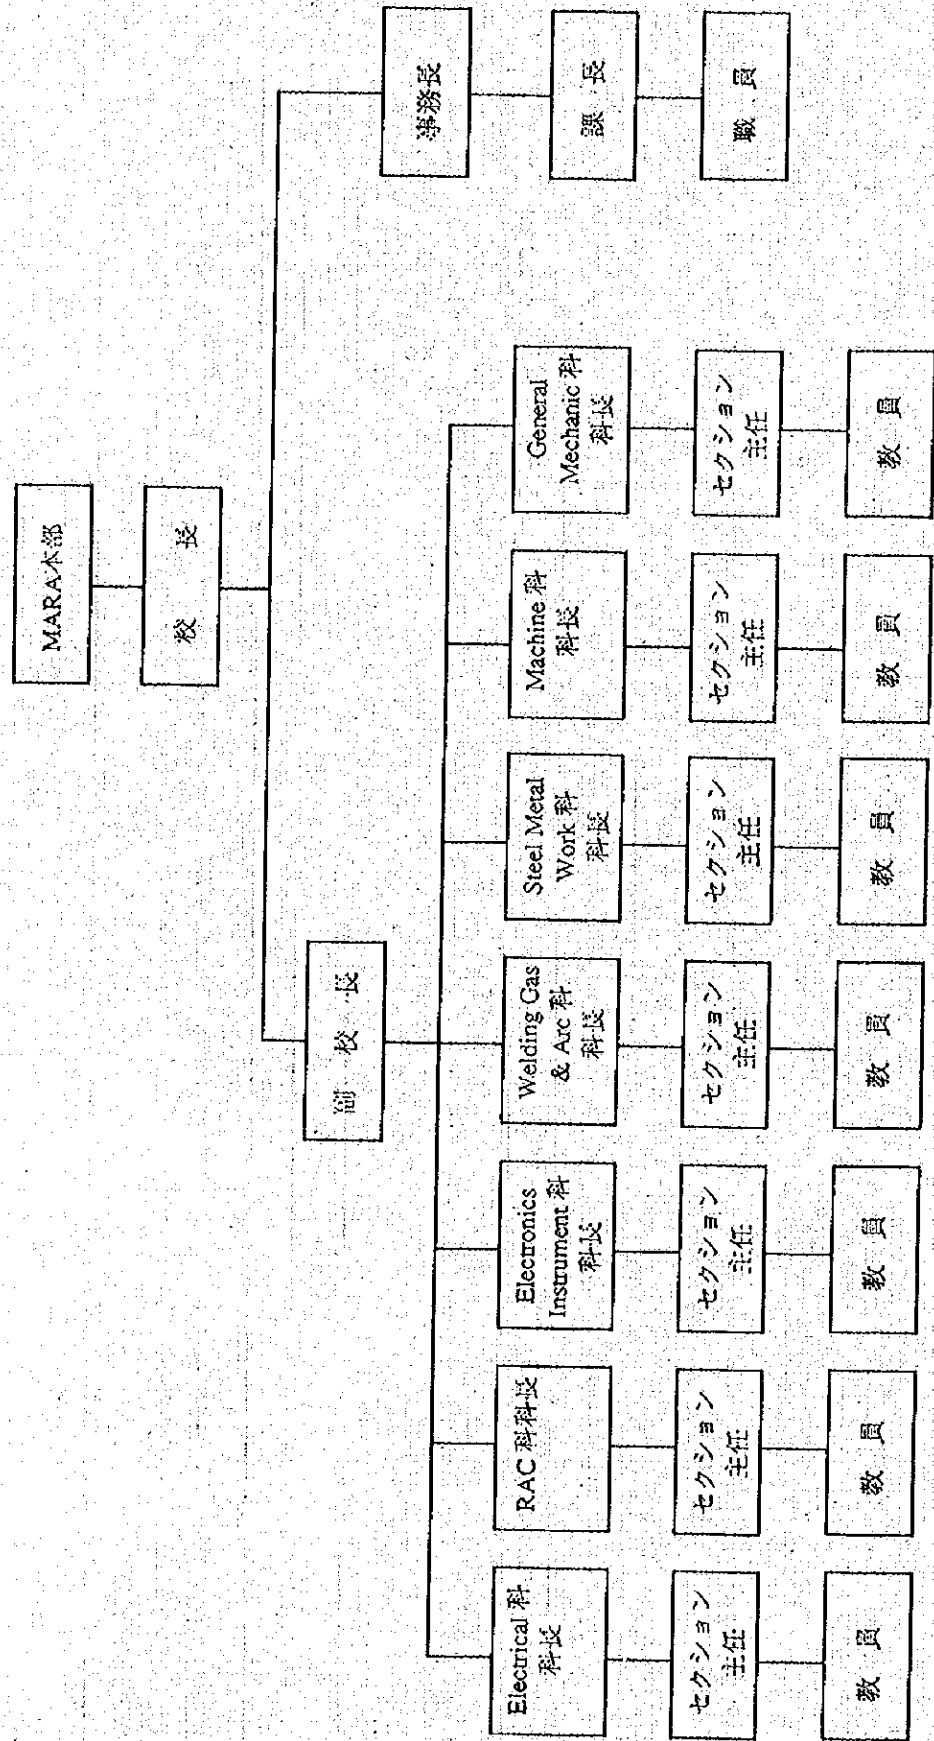 MARA本部
校 長
副 校 長
事務長
課 長
職 員
Electrical 科
科長
RAC 科科長
Electronics
Instrument 科
科長
Welding Gas
& Arc 科
科長
Steel Metal
Work 科
科長
Machine 科
科長
General
Mechanic 科
科長
セクション
主任
セクション
主任
セクション
主任
セクション
主任
セクション
主任
セクション
主任
セクション
主任
教 員
教 員
教 員
教 員
教 員
教 員
教 員